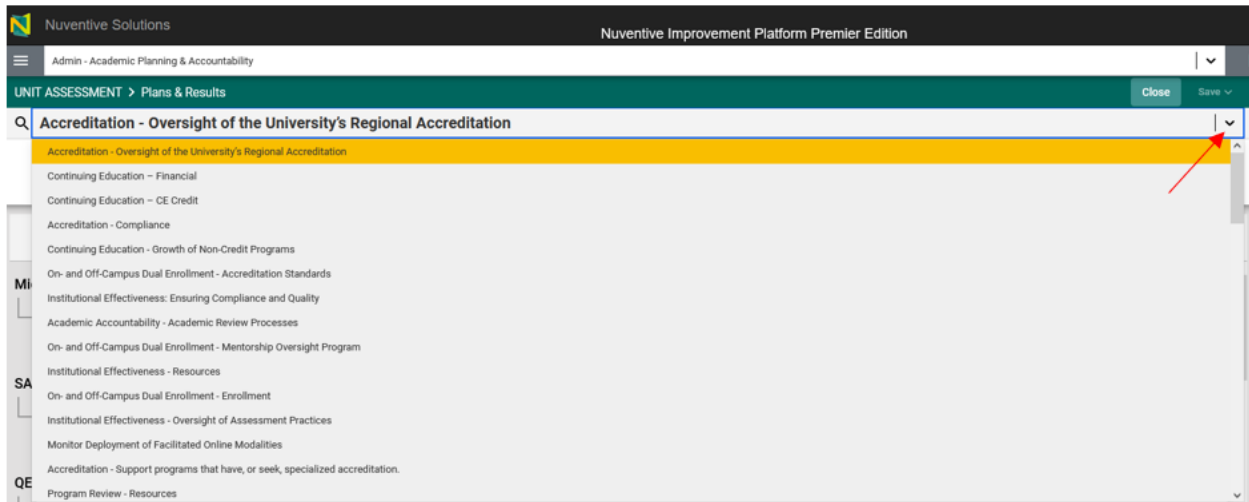 Nuventive Solutions
Nuventive Improvement Platform Premier Edition
Admin - Academic Planning & Accountability
UNIT ASSESSMENT > Plans & Results
Close
Save
Accreditation - Oversight of the University's Regional Accreditation
Accreditation - Oversight of the University's Regional Accreditation
Continuing Education – Financial
Continuing Education – CE Credit
Accreditation - Compliance
Continuing Education - Growth of Non-Credit Programs
On- and Off-Campus Dual Enrollment - Accreditation Standards
Mi
Institutional Effectiveness: Ensuring Compliance and Quality
Academic Accountability - Academic Review Processes
On- and Off-Campus Dual Enrollment - Mentorship Oversight Program
Institutional Effectiveness - Resources
SA
On- and Off-Campus Dual Enrollment - Enrollment
Institutional Effectiveness - Oversight of Assessment Practices
Monitor Deployment of Facilitated Online Modalities
Accreditation - Support programs that have, or seek, specialized accreditation.
QE
Program Review - Resources